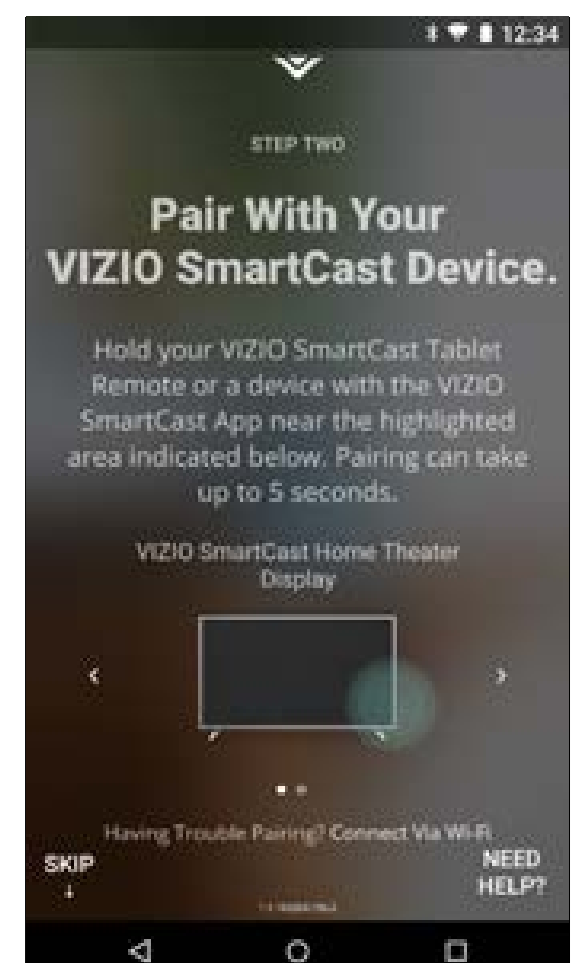 12:34
STEP TWO
Pair With Your
VIZIO SmartCast Device.
Hold your VIZIO SmartCast Tablet
Remote or a device with the VIZIO
SmartCast App near the highlighted
area indicated below. Pairing can take
up to 5 seconds.
VIZIO SmartCast Home Theater
Display
Having Trouble Pairing? Connect Via Wi-Fi
SKIP
NEED
HELP?